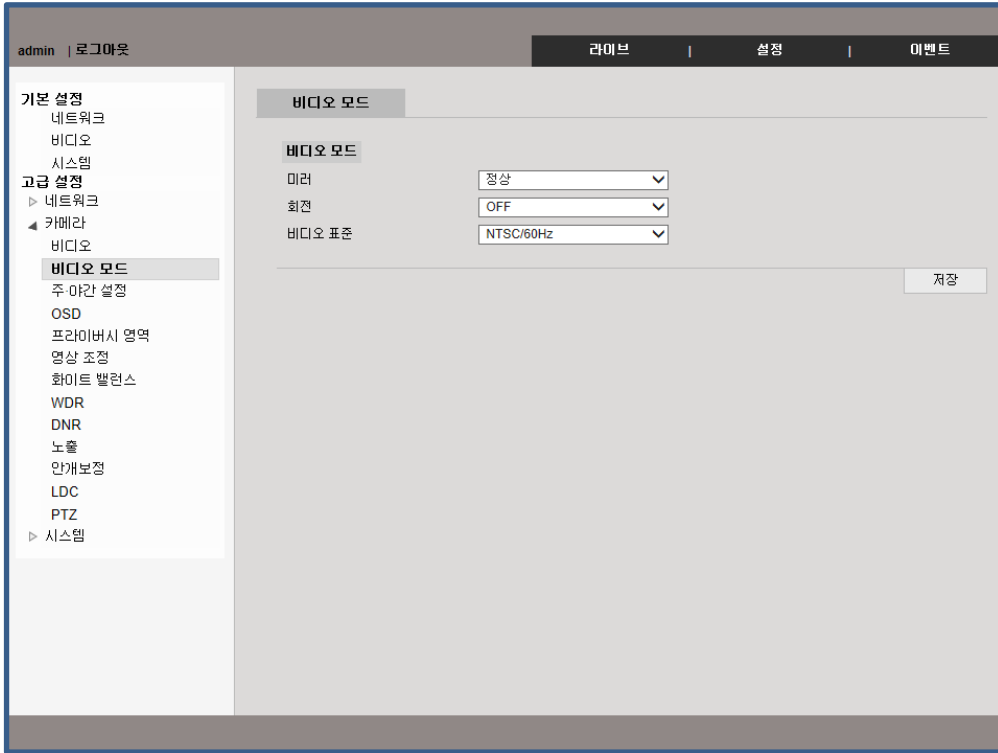 admin | 로그아웃
라이브 | 설정 | 이벤트
기본 설정
네트워크
비디오
시스템
고급 설정
네트워크
카메라
비디오
비디오 모드
주·야간 설정
OSD
프라이버시 영역
영상 조정
화이트 밸런스
WDR
DNR
노출
안개보정
LDC
PTZ
시스템
비디오 모드
비디오 모드
미러 정상
회전 OFF
비디오 표준 NTSC/60Hz
저장